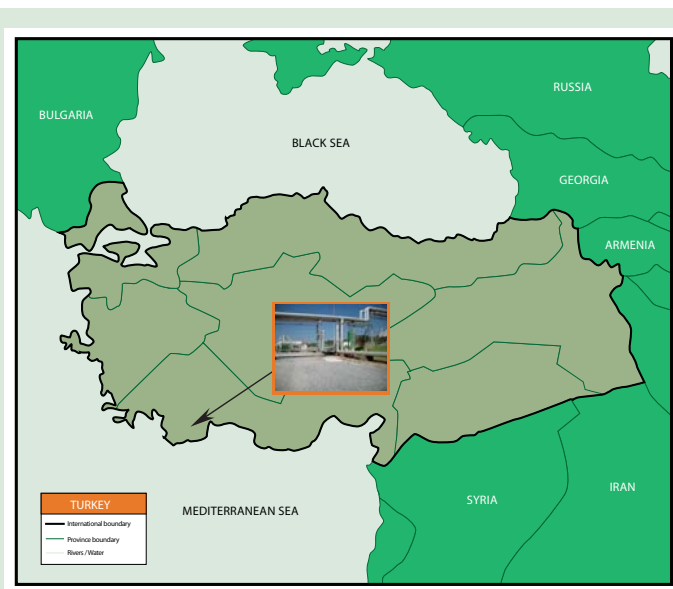 BULGARIA
RUSSIA
BLACK SEA
GEORGIA
ARMENIA
IRAN
SYRIA
MEDITERRANEAN SEA
TURKEY
International boundary
Province boundary
Rivers / Water